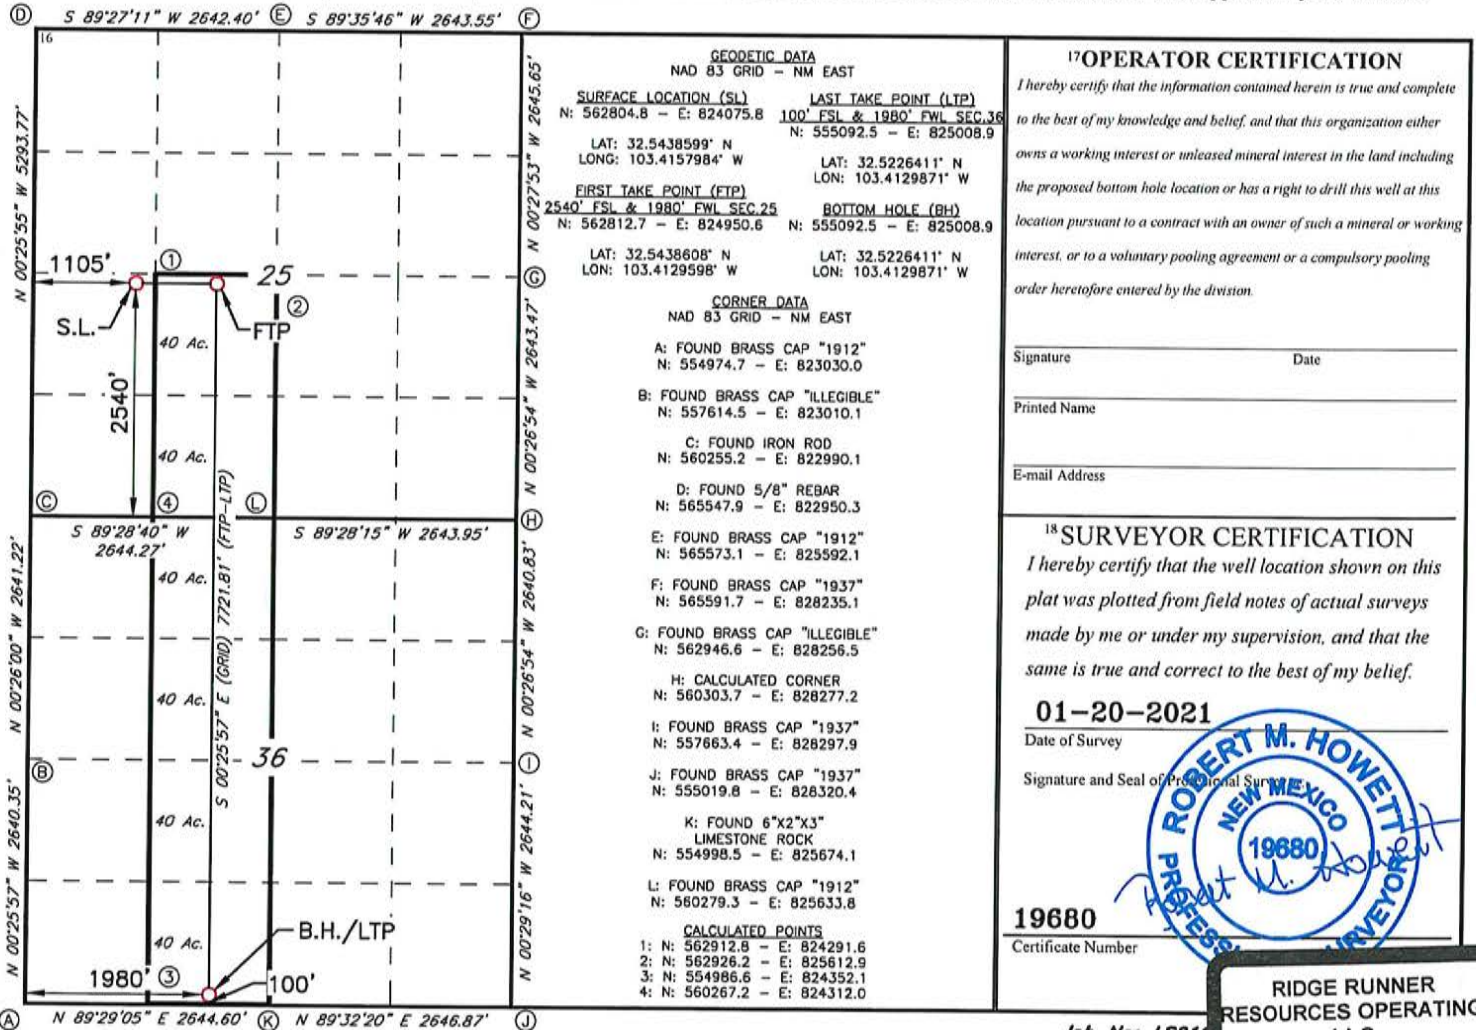 Ⓓ S 89°27'11" W 2642.40' Ⓔ S 89°35'46" W 2643.55' Ⓕ
16
N 00°25'55" W 5293.77'
N 00°27'53" W 2645.65'
1105' ① 25 Ⓖ
②
S.L. FTP
40 Ac.
2540'
N 00°26'54" W 2643.47'
40 Ac.
Ⓒ ④ Ⓛ Ⓗ
S 89°28'40" W
2644.27'
S 89°28'15" W 2643.95'
S 00°25'57" E (GRID) 7721.81' (FTP-LTP)
N 00°26'00" W 2641.22'
N 00°26'54" W 2640.83'
40 Ac.
40 Ac.
Ⓑ 36 Ⓘ
40 Ac.
N 00°25'57" W 2640.35'
N 00°29'16" W 2644.21'
40 Ac.
B.H./LTP
1980' ③ 100'
Ⓐ N 89°29'05" E 2644.60' Ⓚ N 89°32'20" E 2646.87' Ⓙ
GEODETIC DATA
NAD 83 GRID - NM EAST
SURFACE LOCATION (SL)
N: 562804.8 - E: 824075.8
LAT: 32.5438599° N
LONG: 103.4157984° W
FIRST TAKE POINT (FTP)
2540' FSL & 1980' FWL SEC.25
N: 562812.7 - E: 824950.6
LAT: 32.5438608° N
LON: 103.4129598° W
LAST TAKE POINT (LTP)
100' FSL & 1980' FWL SEC.36
N: 555092.5 - E: 825008.9
LAT: 32.5226411° N
LON: 103.4129871° W
BOTTOM HOLE (BH)
N: 555092.5 - E: 825008.9
LAT: 32.5226411° N
LON: 103.4129871° W
CORNER DATA
NAD 83 GRID - NM EAST
A: FOUND BRASS CAP "1912"
N: 554974.7 - E: 823030.0
B: FOUND BRASS CAP "ILLEGIBLE"
N: 557614.5 - E: 823010.1
C: FOUND IRON ROD
N: 560255.2 - E: 822990.1
D: FOUND 5/8" REBAR
N: 565547.9 - E: 822950.3
E: FOUND BRASS CAP "1912"
N: 565573.1 - E: 825592.1
F: FOUND BRASS CAP "1937"
N: 565591.7 - E: 828235.1
G: FOUND BRASS CAP "ILLEGIBLE"
N: 562946.6 - E: 828256.5
H: CALCULATED CORNER
N: 560303.7 - E: 828277.2
I: FOUND BRASS CAP "1937"
N: 557663.4 - E: 828297.9
J: FOUND BRASS CAP "1937"
N: 555019.8 - E: 828320.4
K: FOUND 6"X2"X3"
LIMESTONE ROCK
N: 554998.5 - E: 825674.1
L: FOUND BRASS CAP "1912"
N: 560279.3 - E: 825633.8
CALCULATED POINTS
1: N: 562912.8 - E: 824291.6
2: N: 562926.2 - E: 825612.9
3: N: 554986.6 - E: 824352.1
4: N: 560267.2 - E: 824312.0
17 OPERATOR CERTIFICATION
I hereby certify that the information contained herein is true and complete
to the best of my knowledge and belief, and that this organization either
owns a working interest or unleased mineral interest in the land including
the proposed bottom hole location or has a right to drill this well at this
location pursuant to a contract with an owner of such a mineral or working
interest, or to a voluntary pooling agreement or a compulsory pooling
order heretofore entered by the division.
Signature Date
Printed Name
E-mail Address
18 SURVEYOR CERTIFICATION
I hereby certify that the well location shown on this
plat was plotted from field notes of actual surveys
made by me or under my supervision, and that the
same is true and correct to the best of my belief.
01-20-2021
Date of Survey
Signature and Seal of Professional Surveyor:
ROBERT M. HOWETT
NEW MEXICO
19680
Robert M. Howett
PROFESS SURVEYOR
19680
Certificate Number
RIDGE RUNNER
RESOURCES OPERATING